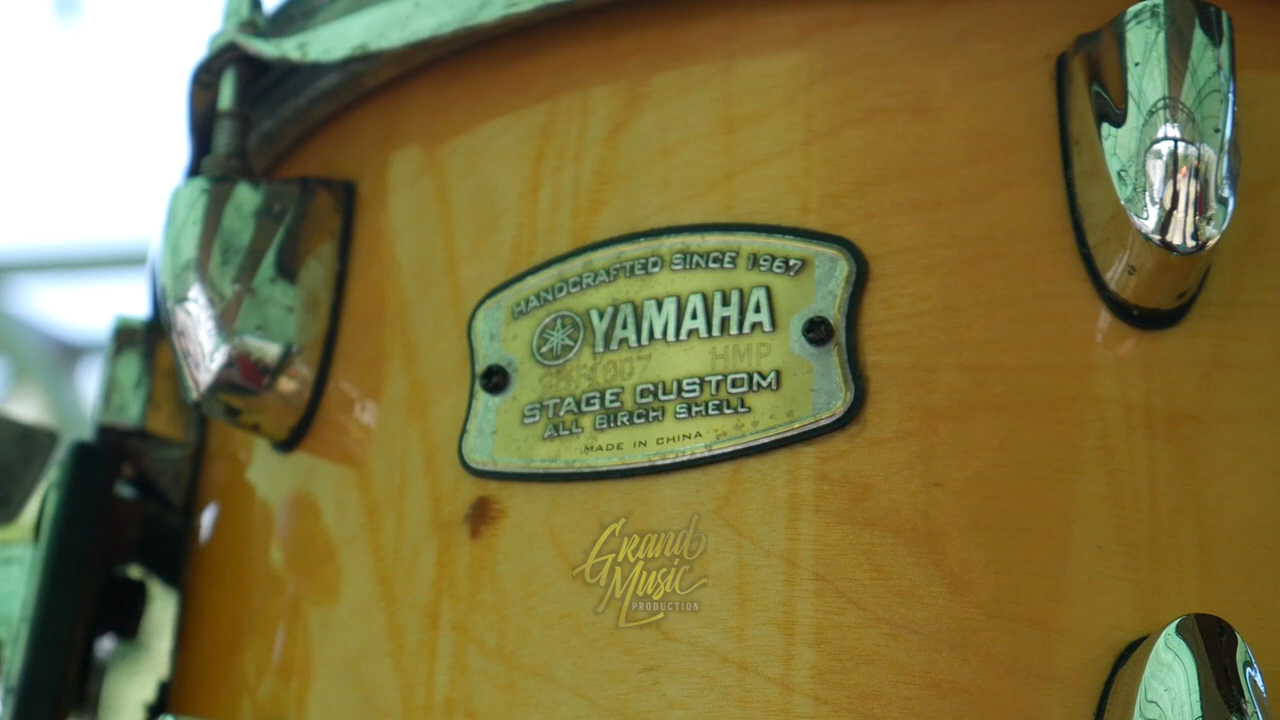 HANDCRAFTED SINCE 1967
YAMAHA
HMP
STAGE CUSTOM
ALL BIRCH SHELL
MADE IN CHINA
Grand
Music
PRODUCTION